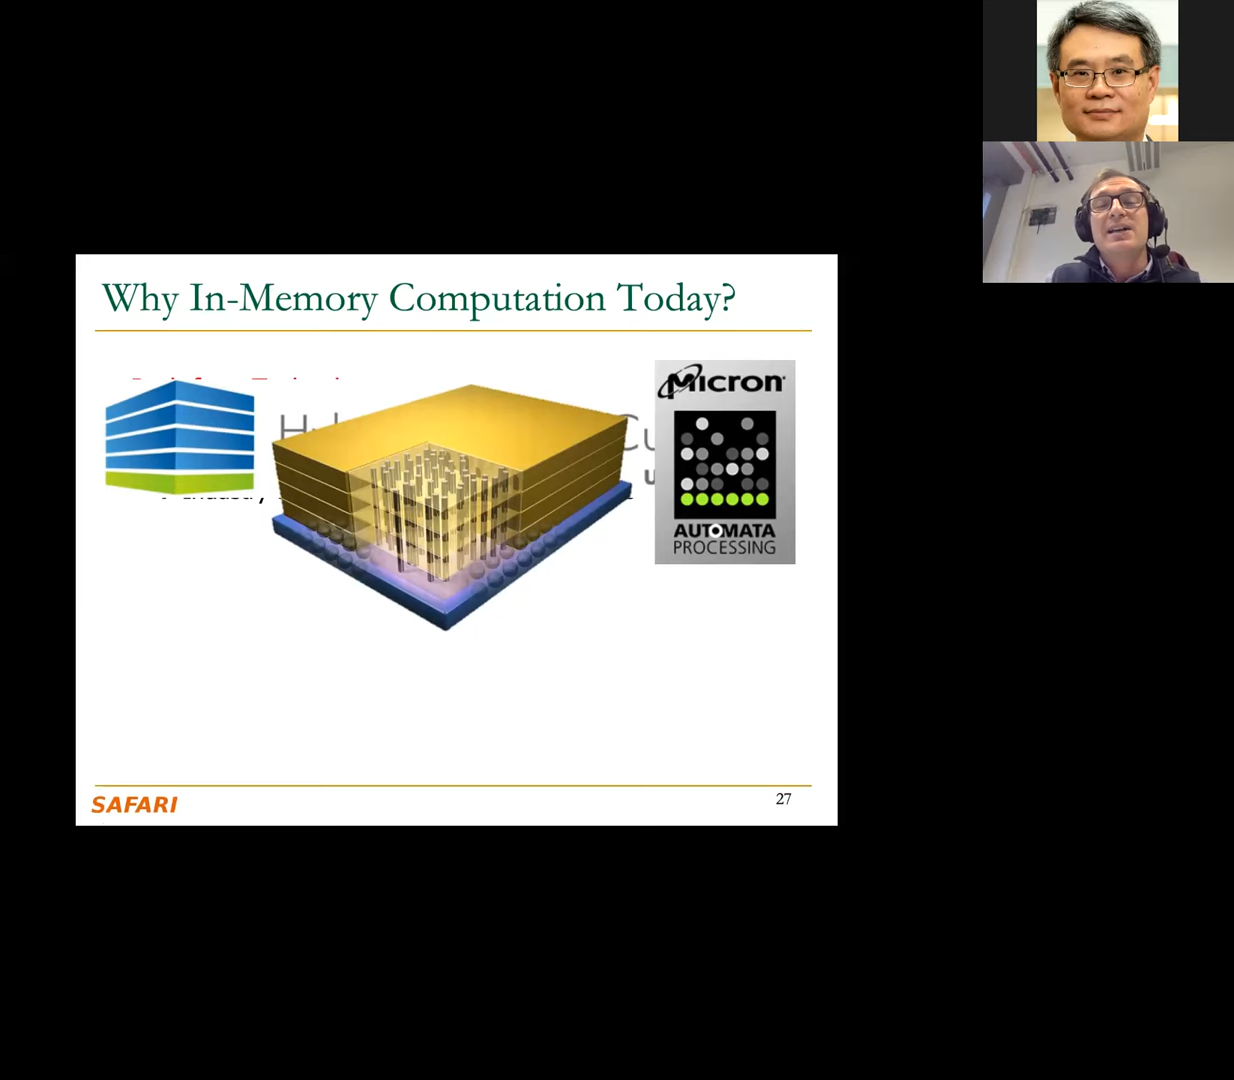 Why In-Memory Computation Today?
Micron
AUTOMATA
PROCESSING
SAFARI
27